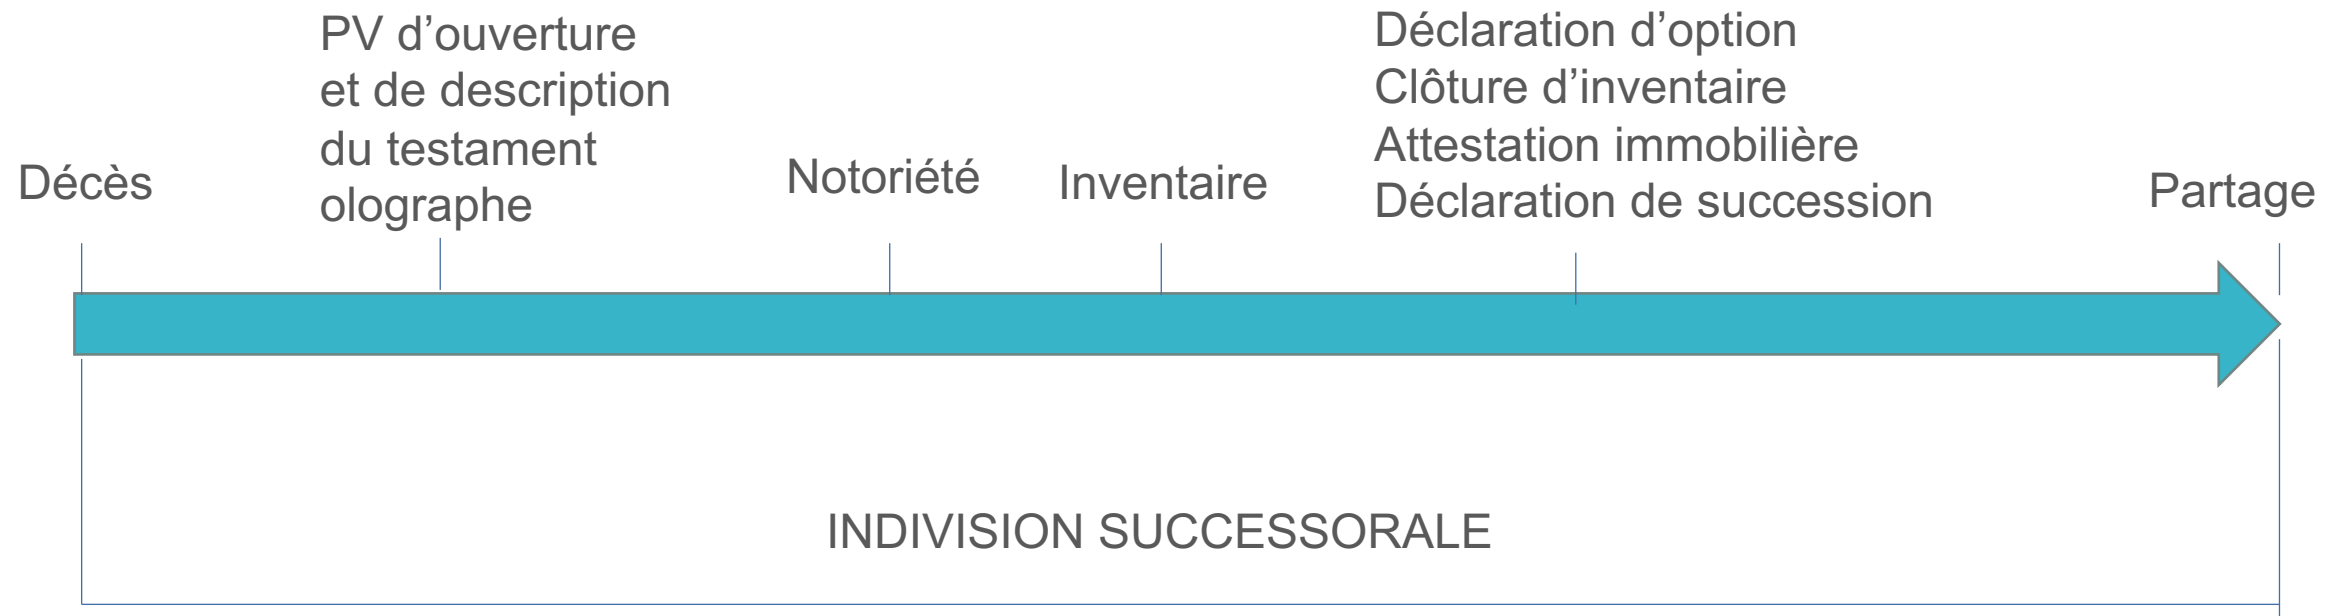 Décès
PV d’ouverture
et de description
du testament
olographe
Notoriété
Inventaire
Déclaration d’option
Clôture d’inventaire
Attestation immobilière
Déclaration de succession
Partage
INDIVISION SUCCESSORALE